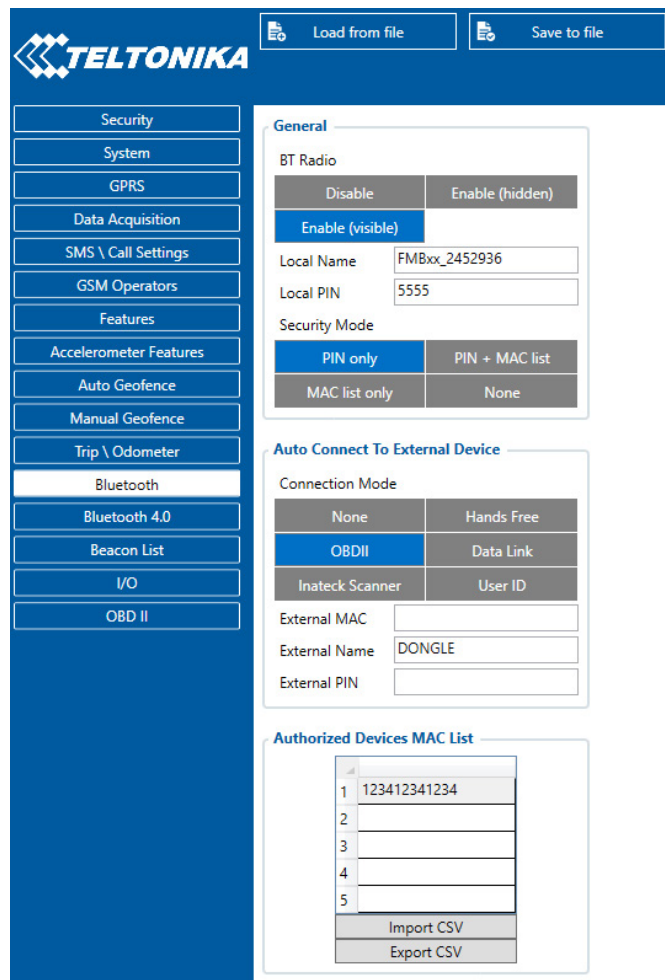 Load from file
Save to file
TELTONIKA
Security
System
GPRS
Data Acquisition
SMS \ Call Settings
GSM Operators
Features
Accelerometer Features
Auto Geofence
Manual Geofence
Trip \ Odometer
Bluetooth
Bluetooth 4.0
Beacon List
I/O
OBD II
General
BT Radio
Disable
Enable (hidden)
Enable (visible)
Local Name FMBxx_2452936
Local PIN 5555
Security Mode
PIN only
PIN + MAC list
MAC list only
None
Auto Connect To External Device
Connection Mode
None
Hands Free
OBDII
Data Link
Inateck Scanner
User ID
External MAC
External Name DONGLE
External PIN
Authorized Devices MAC List
1 123412341234
2
3
4
5
Import CSV
Export CSV